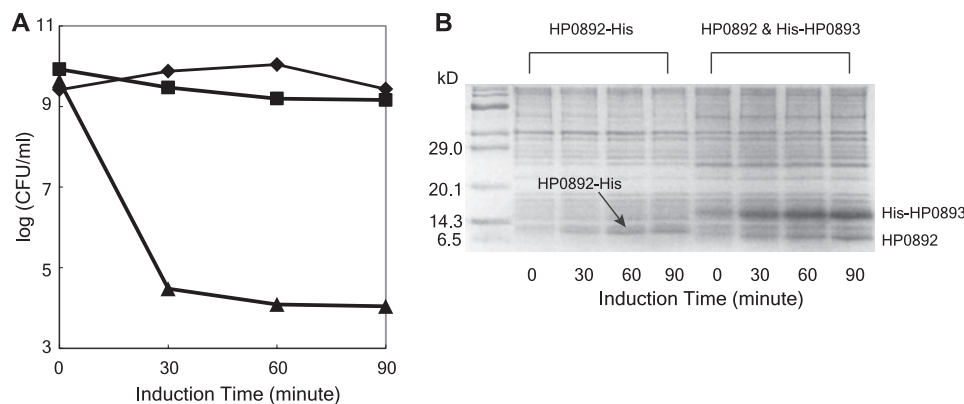 A
11
9
7
5
3
log (CFU/ml)
0 30 60 90
Induction Time (minute)
B
HP0892-His HP0892 & His-HP0893
kD
29.0
20.1
14.3
6.5
HP0892-His
His-HP0893
HP0892
0 30 60 90 0 30 60 90
Induction Time (minute)